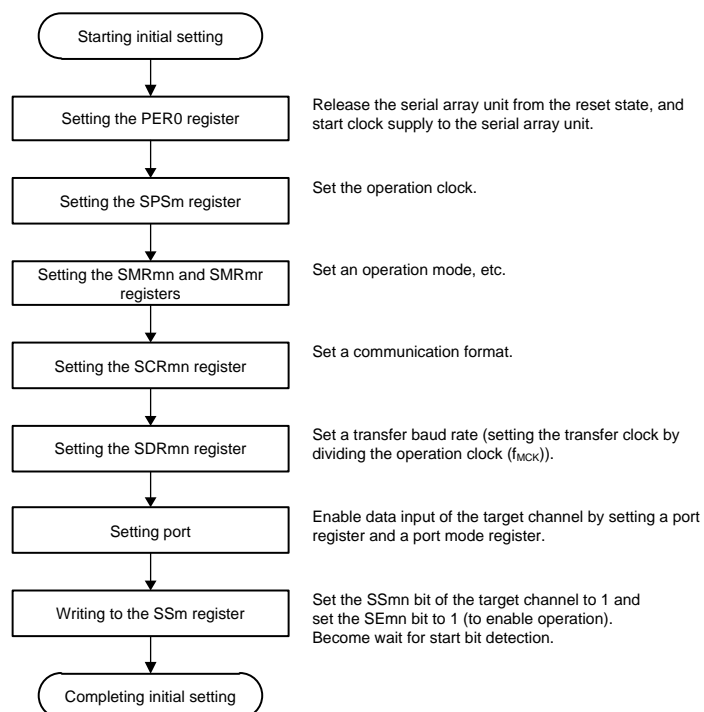 Starting initial setting
Setting the PER0 register
Release the serial array unit from the reset state, and
start clock supply to the serial array unit.
Setting the SPSm register
Set the operation clock.
Setting the SMRmn and SMRmr
registers
Set an operation mode, etc.
Setting the SCRmn register
Set a communication format.
Setting the SDRmn register
Set a transfer baud rate (setting the transfer clock by
dividing the operation clock (fMCK)).
Setting port
Enable data input of the target channel by setting a port
register and a port mode register.
Writing to the SSm register
Set the SSmn bit of the target channel to 1 and
set the SEmn bit to 1 (to enable operation).
Become wait for start bit detection.
Completing initial setting